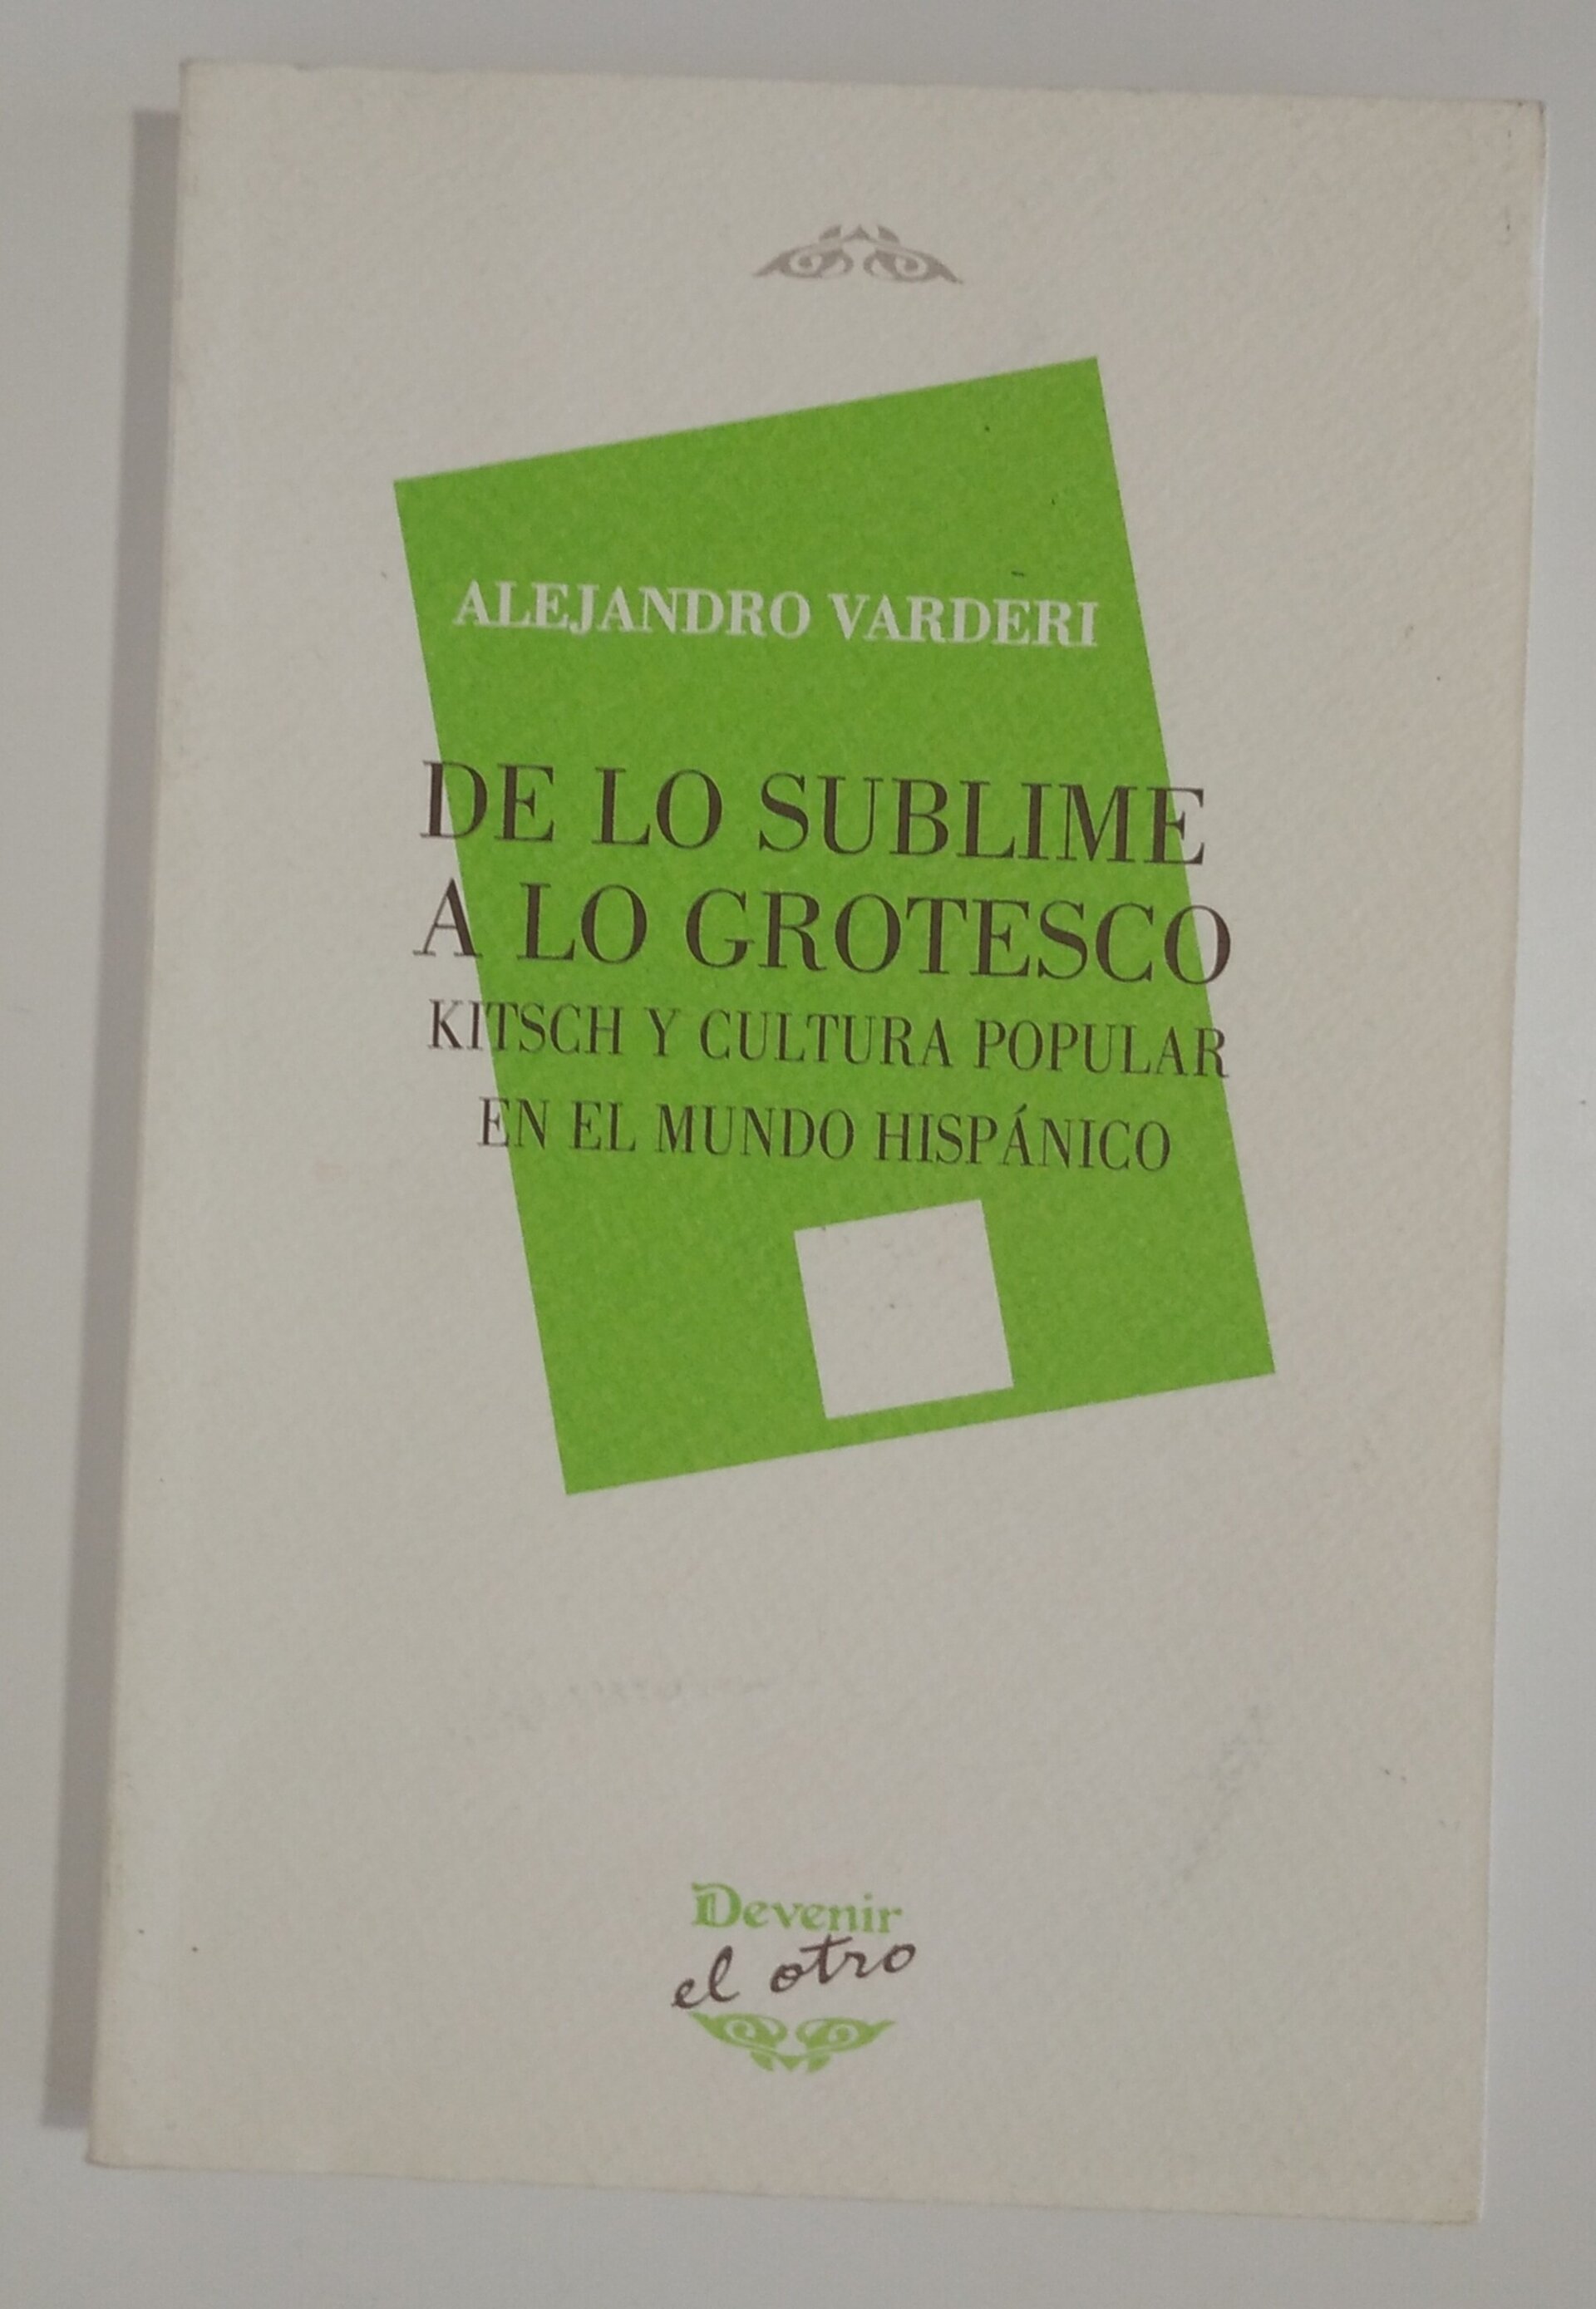 ALEJANDRO VARDERI
DE LO SUBLIME
A LO GROTESCO
KITSCH Y CULTURA POPULAR
EN EL MUNDO HISPÁNICO
Devenir
el otro